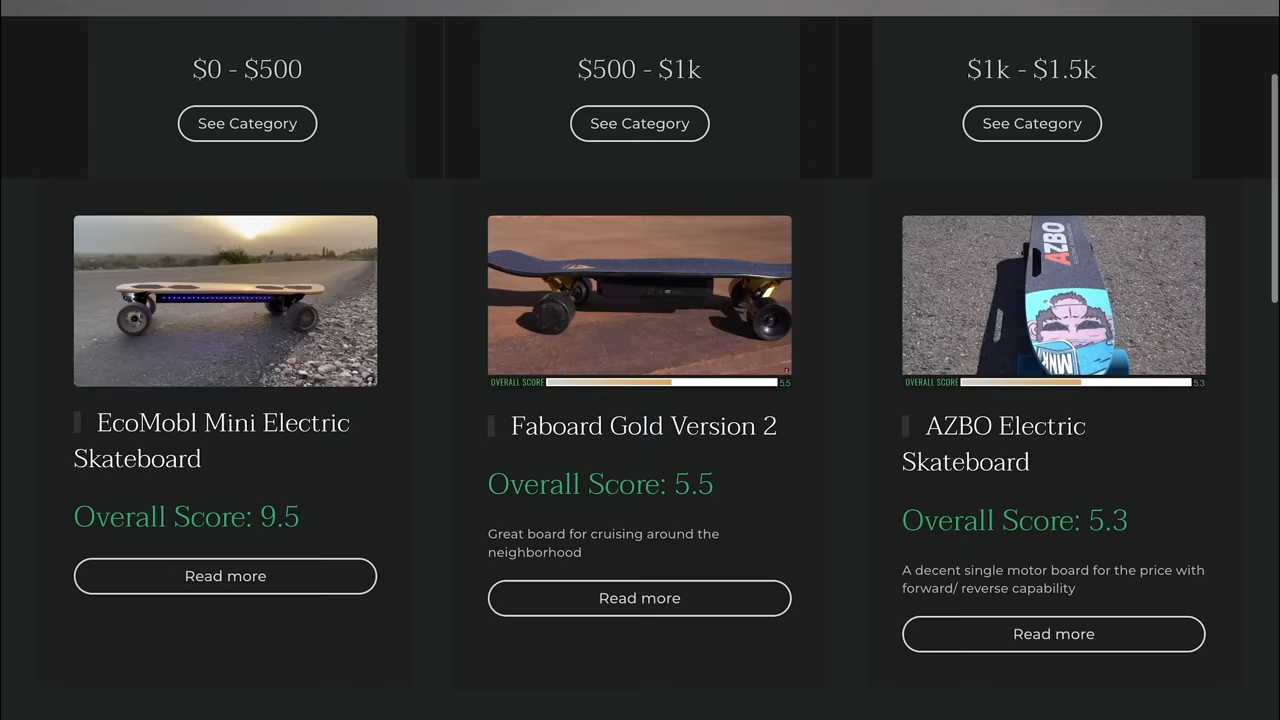 $0 - $500
$500 - $1k
$1k - $1.5k
See Category
See Category
See Category
AZBO
MNK
OVERALL SCORE 5.5
OVERALL SCORE 5.3
EcoMobl Mini Electric
Skateboard
Overall Score: 9.5
Read more
Faboard Gold Version 2
Overall Score: 5.5
Great board for cruising around the
neighborhood
Read more
AZBO Electric
Skateboard
Overall Score: 5.3
A decent single motor board for the price with
forward/ reverse capability
Read more